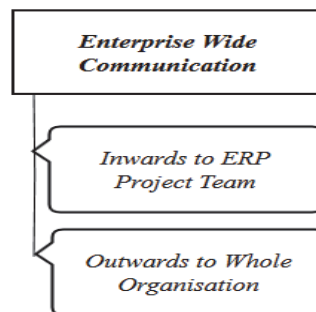 Enterprise Wide
Communication
Inwards to ERP
Project Team
Outwards to Whole
Organisation